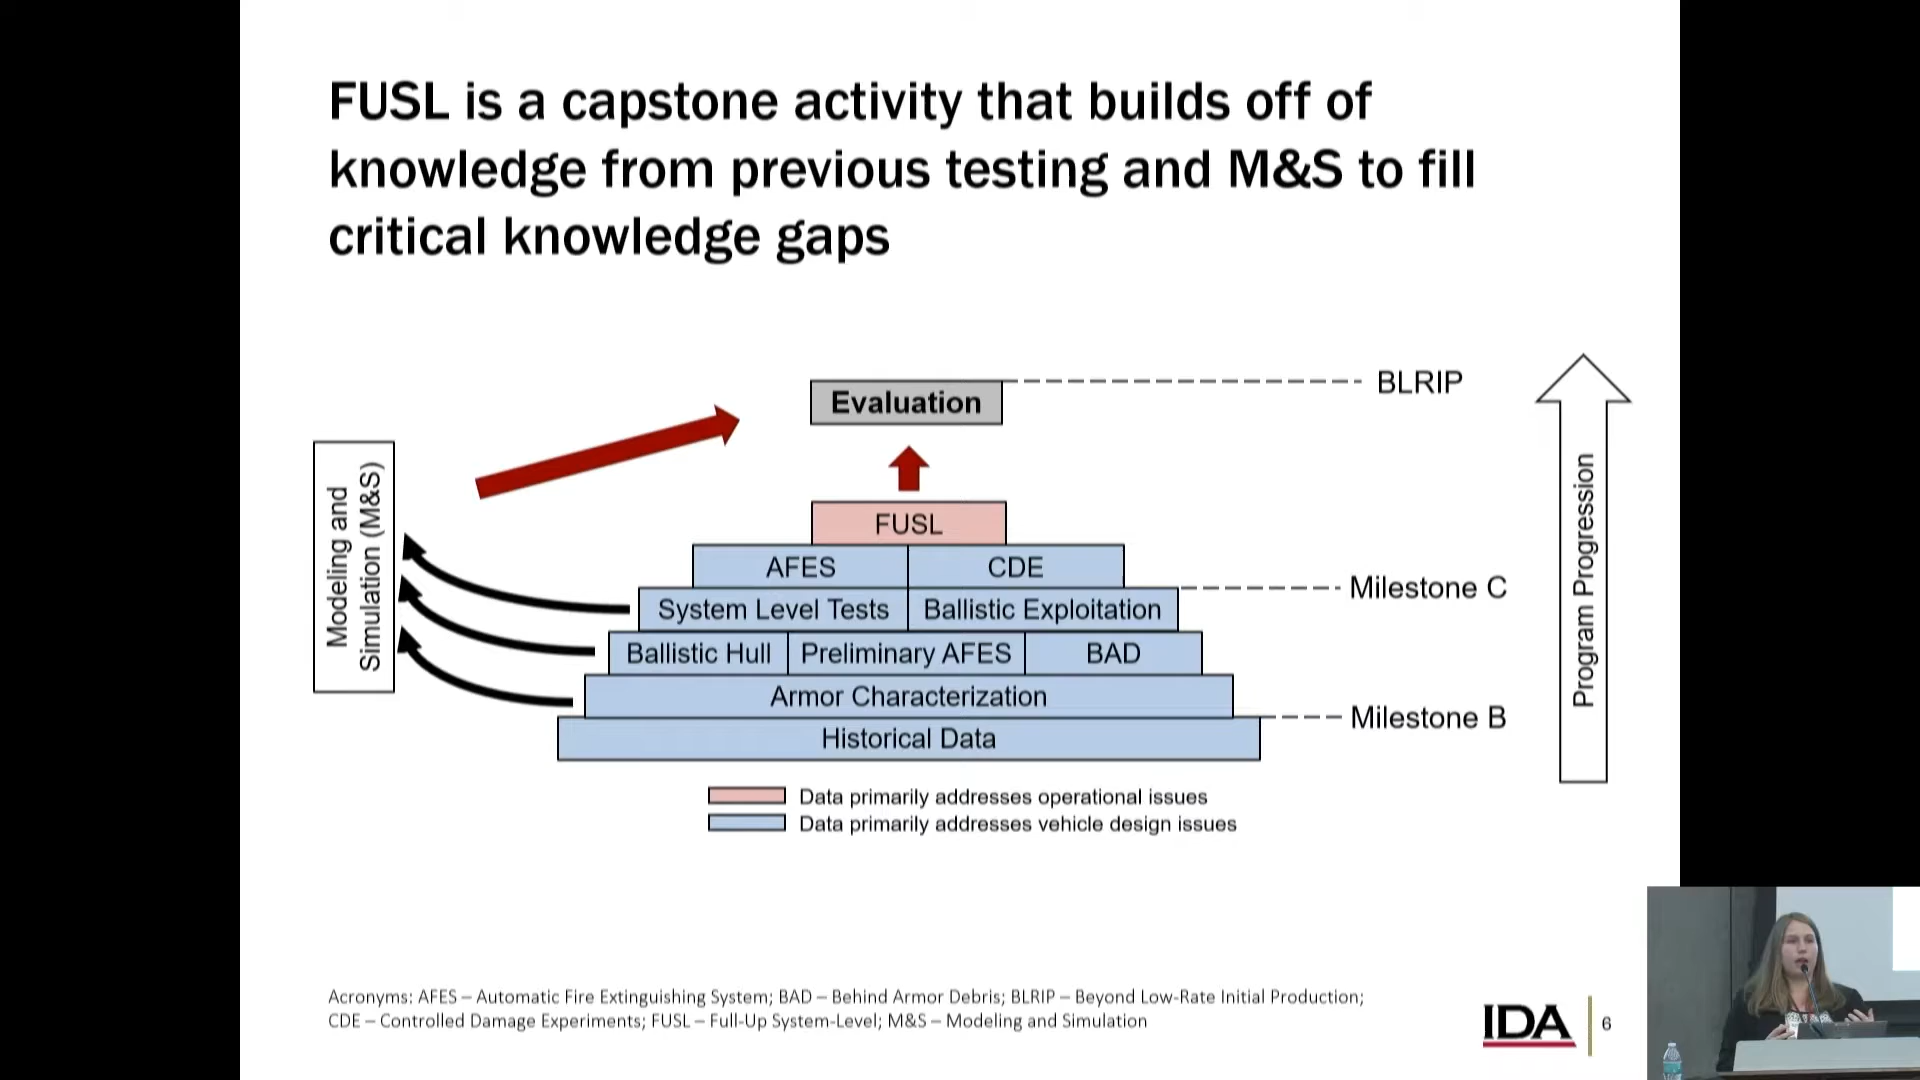 FUSL is a capstone activity that builds off of
knowledge from previous testing and M&S to fill
critical knowledge gaps
Evaluation
BLRIP
Modeling and
Simulation (M&S)
FUSL
AFES
CDE
Milestone C
System Level Tests
Ballistic Exploitation
Ballistic Hull
Preliminary AFES
BAD
Armor Characterization
Milestone B
Historical Data
Program Progression
Data primarily addresses operational issues
Data primarily addresses vehicle design issues
Acronyms: AFES – Automatic Fire Extinguishing System; BAD – Behind Armor Debris; BLRIP – Beyond Low-Rate Initial Production;
CDE – Controlled Damage Experiments; FUSL – Full-Up System-Level; M&S – Modeling and Simulation
IDA
6